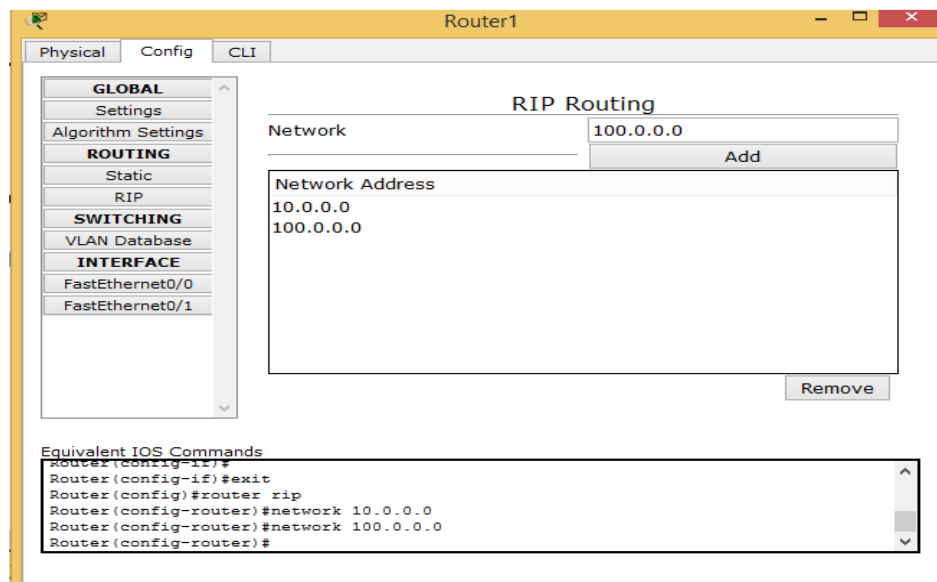 Router1
Physical Config CLI
GLOBAL
Settings
Algorithm Settings
ROUTING
Static
RIP
SWITCHING
VLAN Database
INTERFACE
FastEthernet0/0
FastEthernet0/1
RIP Routing
Network 100.0.0.0
Add
Network Address
10.0.0.0
100.0.0.0
Remove
Equivalent IOS Commands
Router(config-if)#
Router(config-if)#exit
Router(config)#router rip
Router(config-router)#network 10.0.0.0
Router(config-router)#network 100.0.0.0
Router(config-router)#